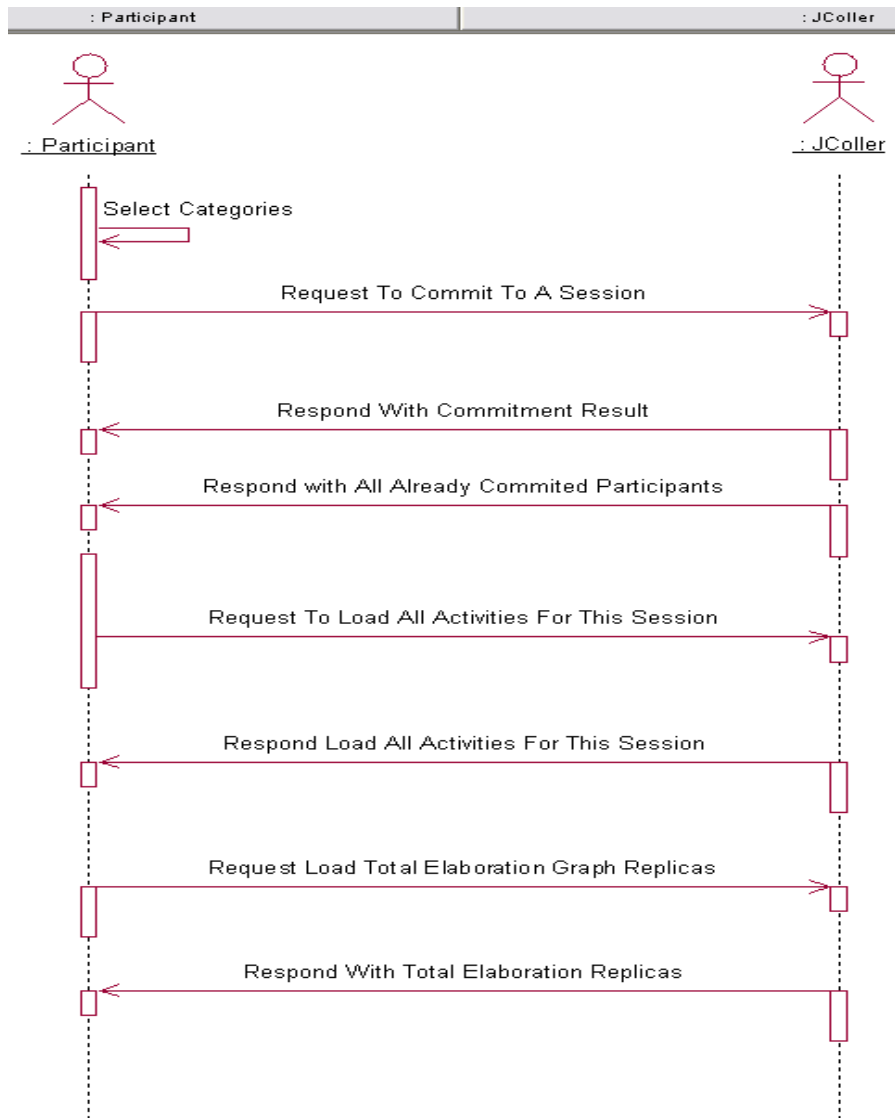 : Participant
: JColler
: Participant
: JColler
Select Categories
Request To Commit To A Session
Respond With Commitment Result
Respond with All Already Commited Participants
Request To Load All Activities For This Session
Respond Load All Activities For This Session
Request Load Total Elaboration Graph Replicas
Respond With Total Elaboration Replicas